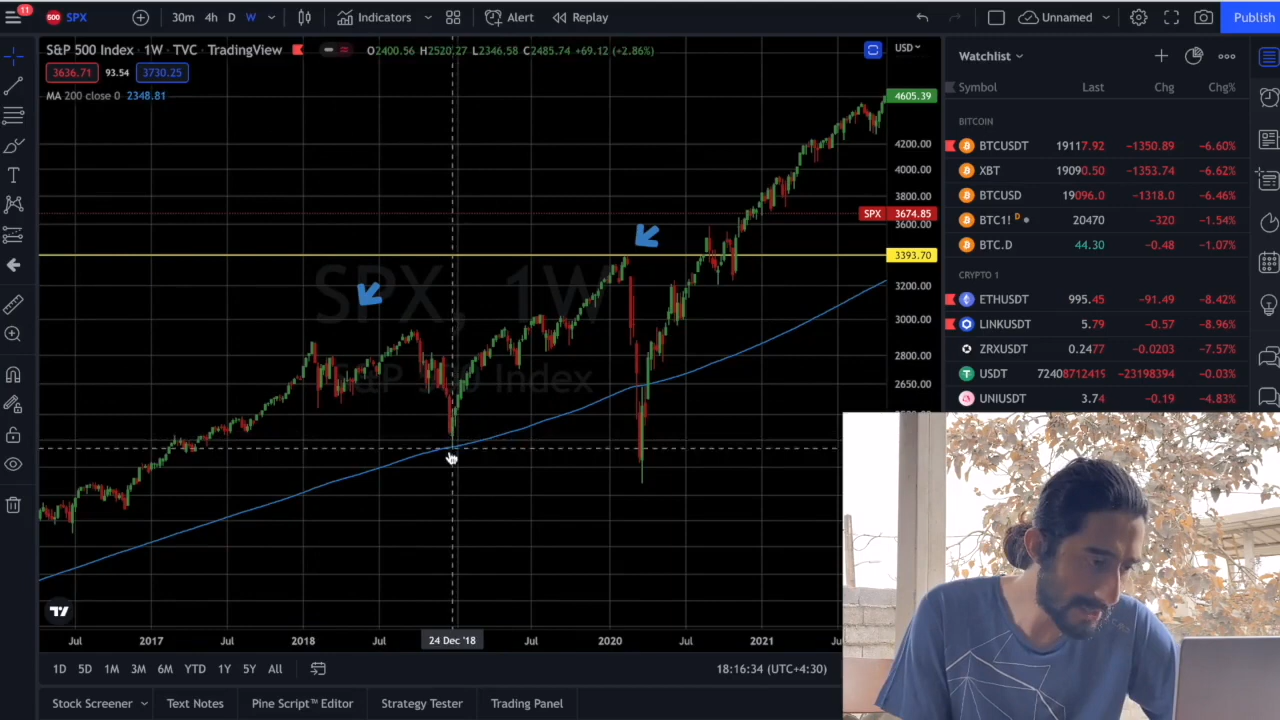 11
500 SPX
30m 4h D W
Indicators
Alert
Replay
Unnamed
Publish
S&P 500 Index · 1W · TVC · TradingView
O2400.56 H2520.27 L2346.58 C2485.74 +69.12 (+2.86%)
USD
3636.71 93.54 3730.25
MA 200 close 0 2348.81
4605.39
4200.00
4000.00
3800.00
SPX 3674.85
3600.00
3393.70
3200.00
3000.00
2800.00
2650.00
SPX, 1W
S&P 500 Index
Jul 2017 Jul 2018 Jul 24 Dec '18 Jul 2020 Jul 2021
1D 5D 1M 3M 6M YTD 1Y 5Y All
18:16:34 (UTC+4:30)
Stock Screener Text Notes Pine Script™ Editor Strategy Tester Trading Panel
Watchlist
Symbol Last Chg Chg%
BITCOIN
BTCUSDT 19117.92 −1350.89 −6.60%
XBT 19090.50 −1353.74 −6.62%
BTCUSD 19096.0 −1318.0 −6.46%
BTC1! D 20470 −320 −1.54%
BTC.D 44.30 −0.48 −1.07%
CRYPTO 1
ETHUSDT 995.45 −91.49 −8.42%
LINKUSDT 5.79 −0.57 −8.96%
ZRXUSDT 0.2477 −0.0203 −7.57%
USDT 72408712419 −23198394 −0.03%
UNIUSDT 3.74 −0.19 −4.83%